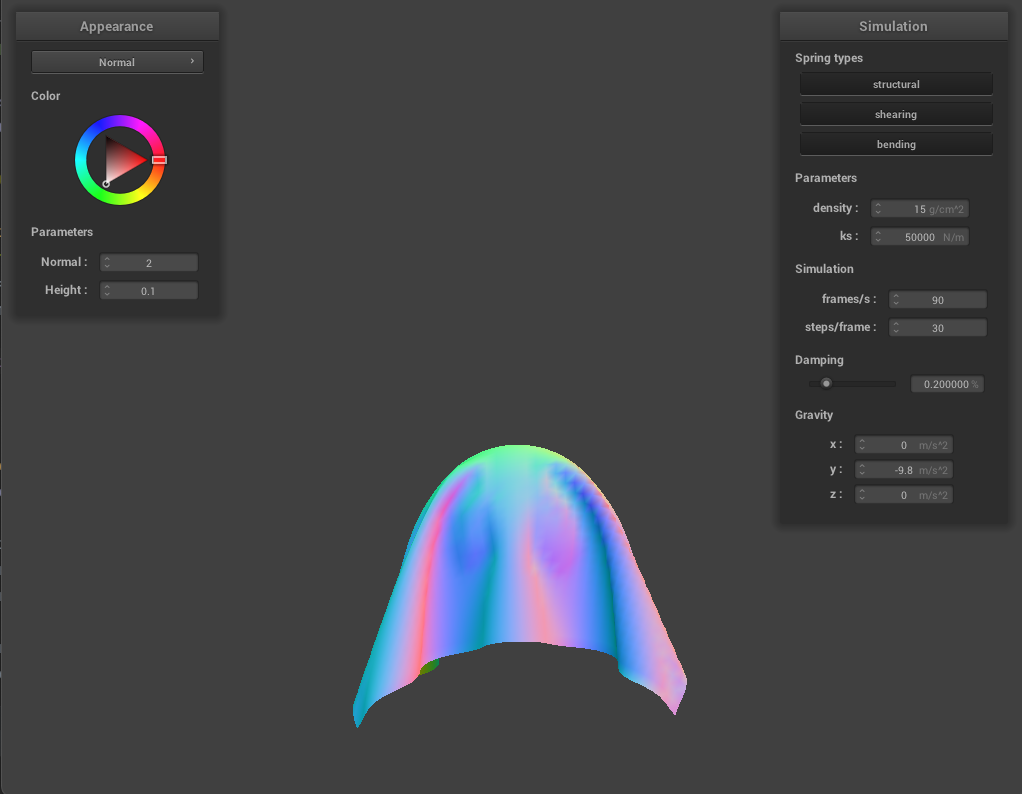 Appearance
Normal
Color
Parameters
Normal : 2
Height : 0.1
Simulation
Spring types
structural
shearing
bending
Parameters
density : 15 g/cm^2
ks : 50000 N/m
Simulation
frames/s : 90
steps/frame : 30
Damping
0.200000 %
Gravity
x : 0 m/s^2
y : -9.8 m/s^2
z : 0 m/s^2